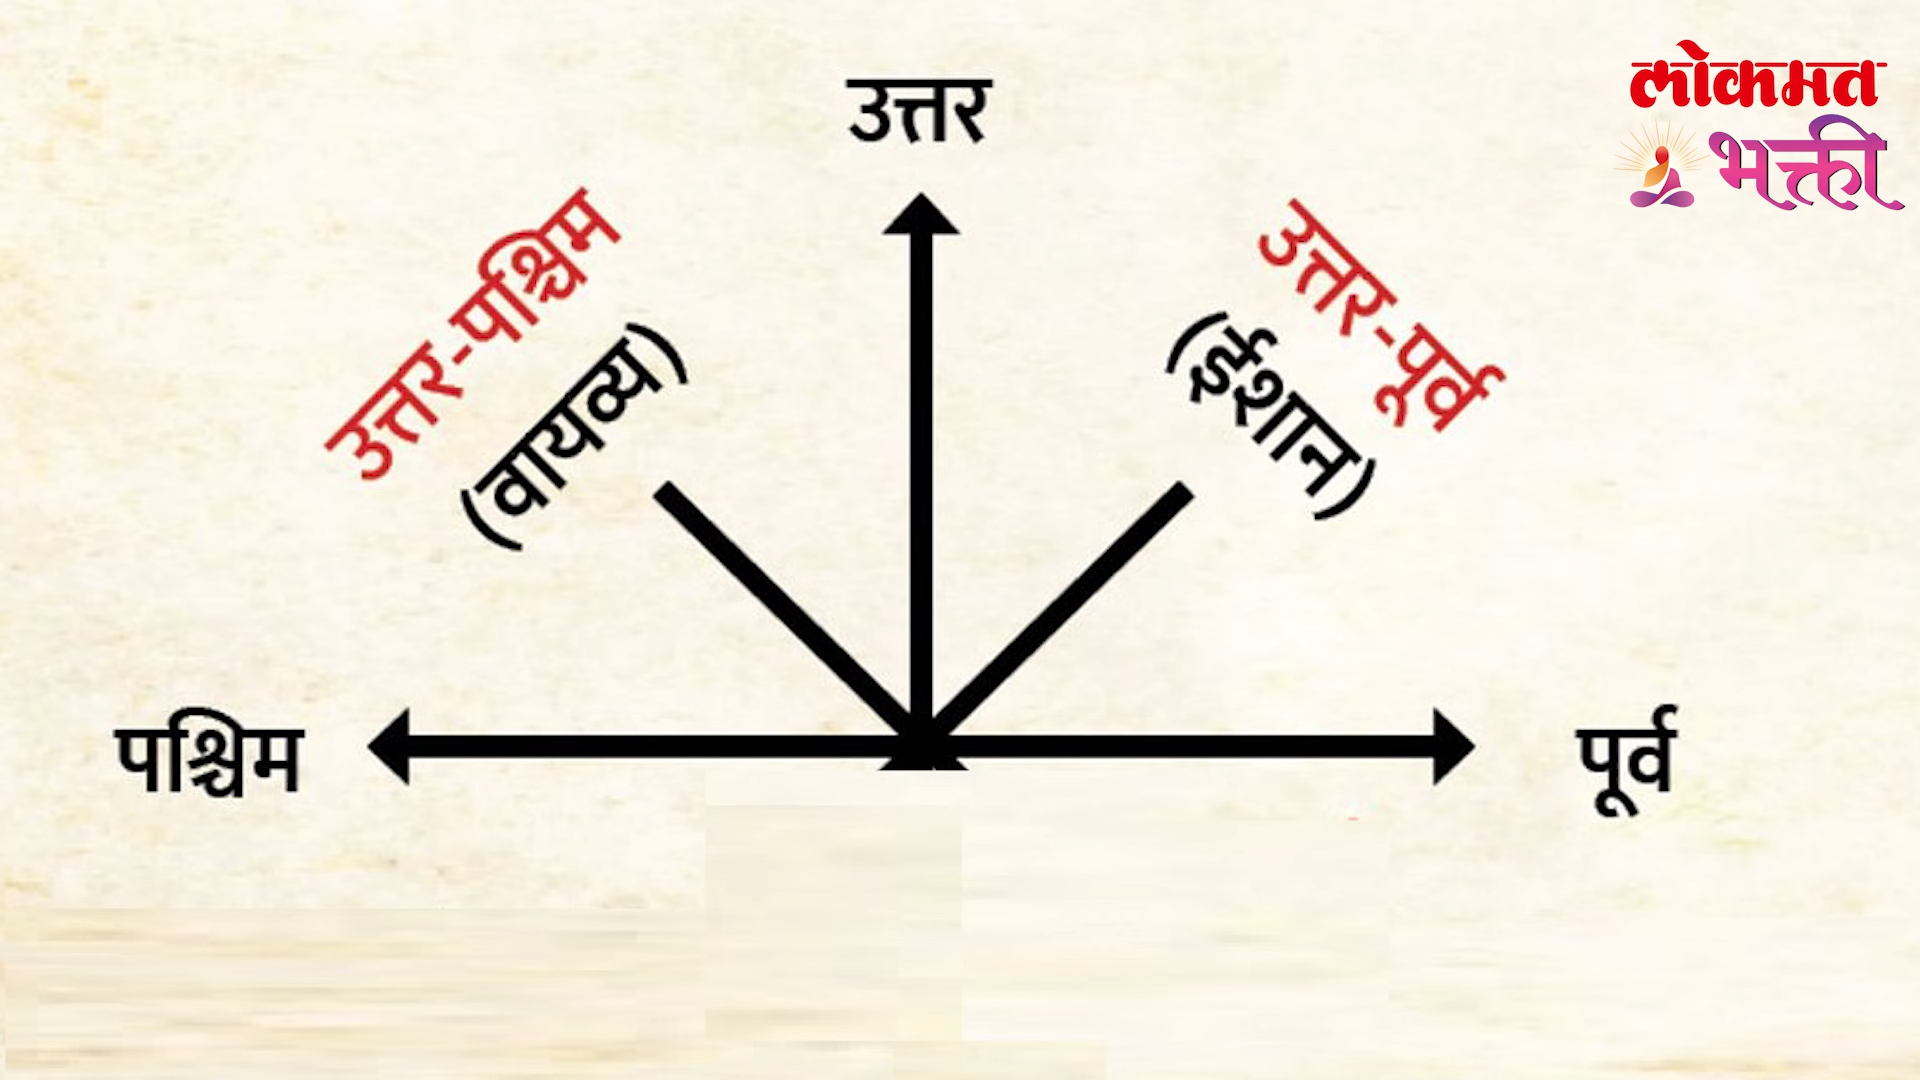 लोकमत
भक्ती
उत्तर
उत्तर-पश्चिम
(वायव्य)
उत्तर-पूर्व
(ईशान)
पश्चिम
पूर्व